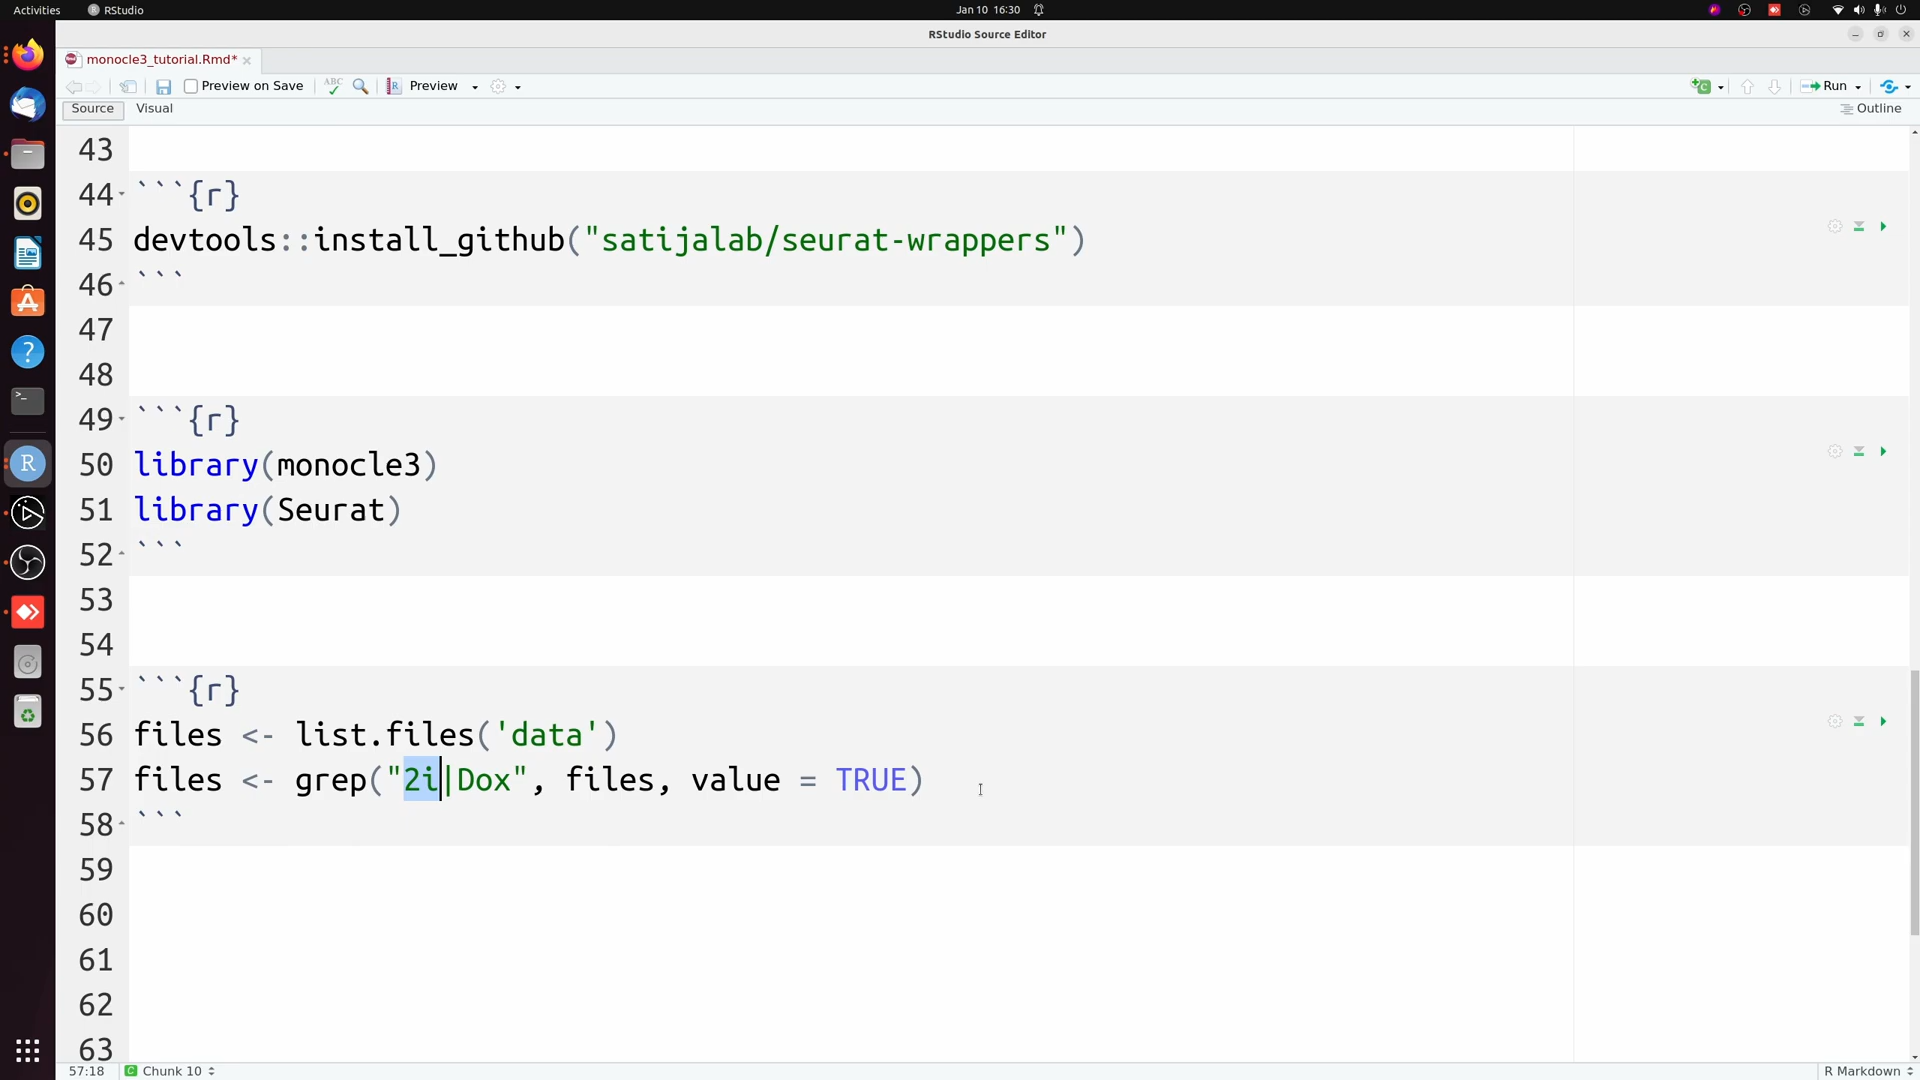 Activities RStudio Jan 10 16:30
RStudio Source Editor
monocle3_tutorial.Rmd*
Preview on Save ABC Preview Run
Source Visual Outline
43
44 ```{r}
45 devtools::install_github("satijalab/seurat-wrappers")
46 ```
47
48
49 ```{r}
50 library(monocle3)
51 library(Seurat)
52 ```
53
54
55 ```{r}
56 files <- list.files('data')
57 files <- grep("2i|Dox", files, value = TRUE)
58 ```
59
60
61
62
63
57:18 Chunk 10 R Markdown